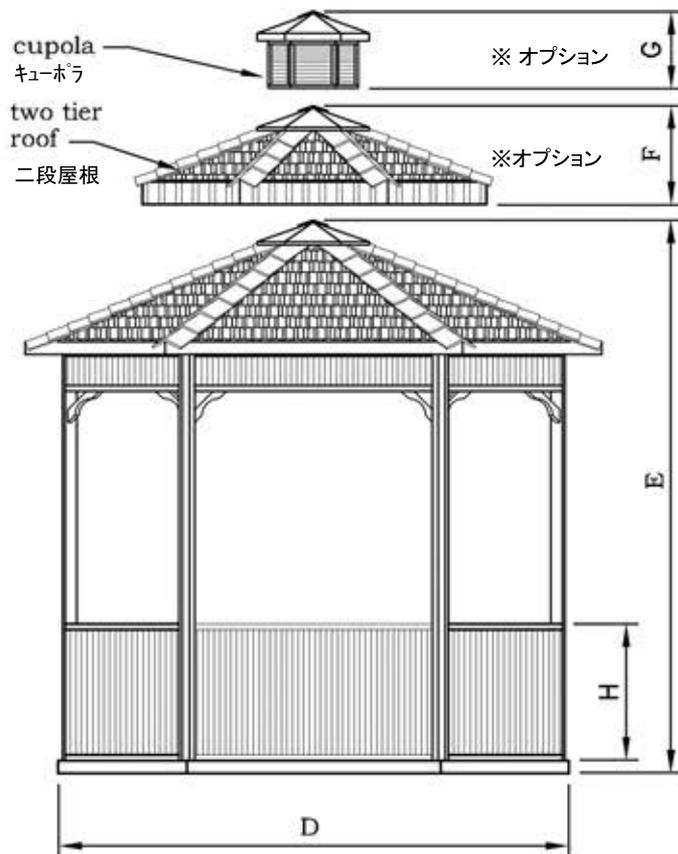 cupola
キューポラ
※ オプション
G
two tier
roof
二段屋根
※オプション
F
E
H
D